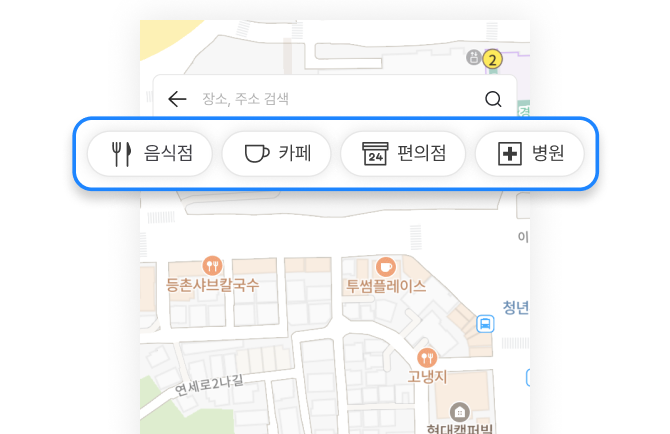 2
장소, 주소 검색
경
음식점
카페
24
편의점
병원
이
등촌샤브칼국수
투썸플레이스
청년
고냉지
연세로2나길
현대캠퍼빌